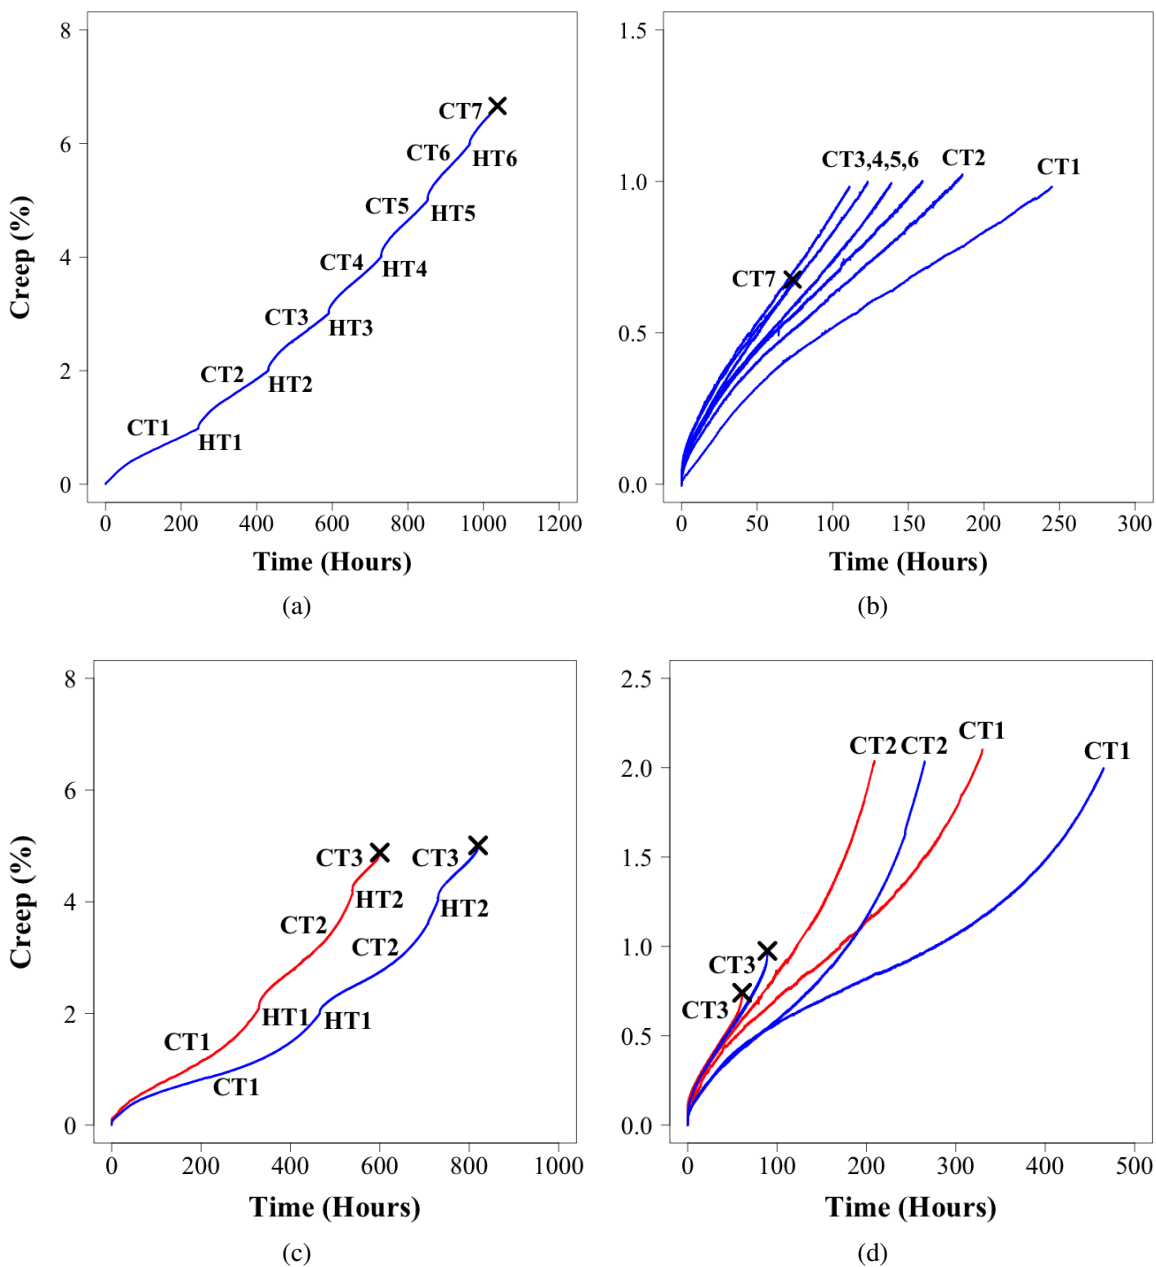 8
6
4
2
0
Creep (%)
CT1
HT1
CT2
HT2
CT3
HT3
CT4
HT4
CT5
HT5
CT6
HT6
CT7
0 200 400 600 800 1000 1200
Time (Hours)
(a)
1.5
1.0
0.5
0.0
CT3,4,5,6
CT2
CT1
CT7
0 50 100 150 200 250 300
Time (Hours)
(b)
8
6
4
2
0
Creep (%)
CT3
CT3
HT2
HT2
CT2
CT2
HT1
HT1
CT1
CT1
0 200 400 600 800 1000
Time (Hours)
(c)
2.5
2.0
1.5
1.0
0.5
0.0
CT2
CT2
CT1
CT1
CT3
CT3
0 100 200 300 400 500
Time (Hours)
(d)